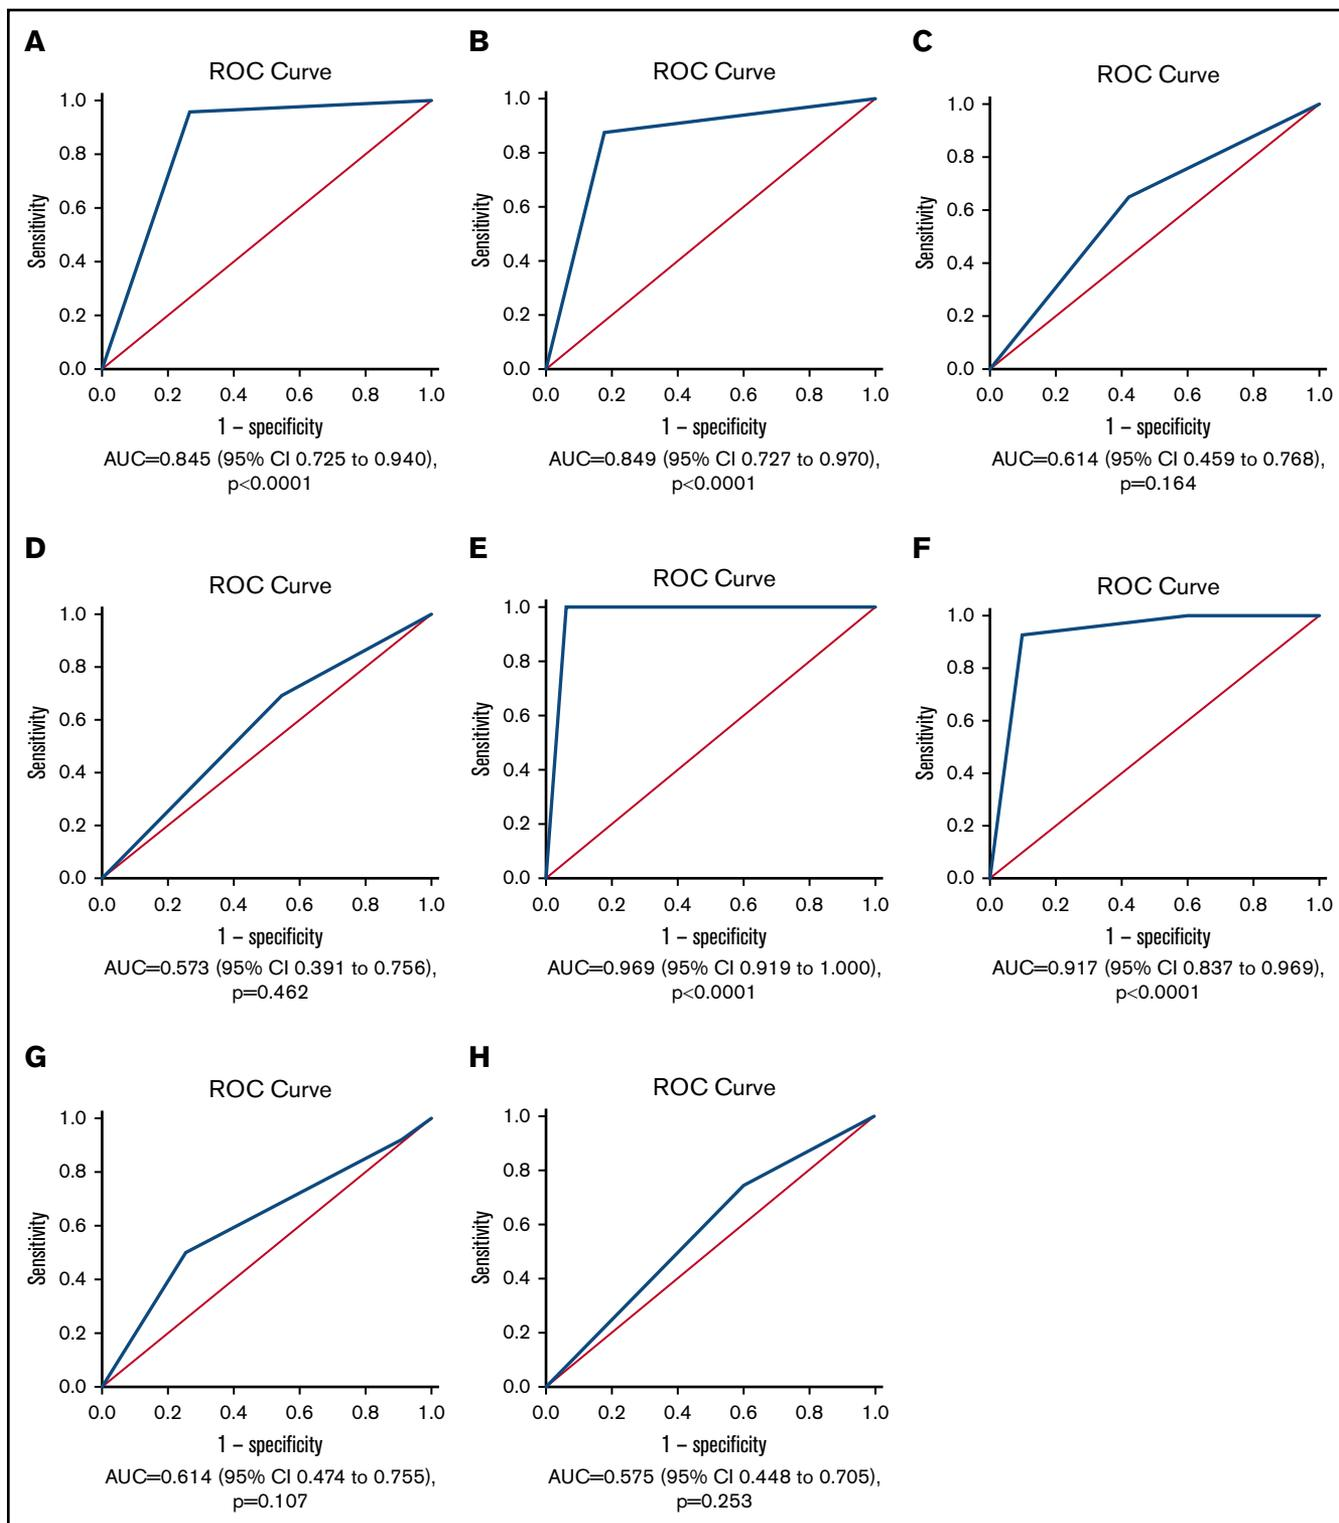 A
ROC Curve
1.0
0.8
0.6
0.4
0.2
0.0
Sensitivity
0.0 0.2 0.4 0.6 0.8 1.0
1 – specificity
AUC=0.845 (95% CI 0.725 to 0.940),
p<0.0001
B
ROC Curve
1.0
0.8
0.6
0.4
0.2
0.0
Sensitivity
0.0 0.2 0.4 0.6 0.8 1.0
1 – specificity
AUC=0.849 (95% CI 0.727 to 0.970),
p<0.0001
C
ROC Curve
1.0
0.8
0.6
0.4
0.2
0.0
Sensitivity
0.0 0.2 0.4 0.6 0.8 1.0
1 – specificity
AUC=0.614 (95% CI 0.459 to 0.768),
p=0.164
D
ROC Curve
1.0
0.8
0.6
0.4
0.2
0.0
Sensitivity
0.0 0.2 0.4 0.6 0.8 1.0
1 – specificity
AUC=0.573 (95% CI 0.391 to 0.756),
p=0.462
E
ROC Curve
1.0
0.8
0.6
0.4
0.2
0.0
Sensitivity
0.0 0.2 0.4 0.6 0.8 1.0
1 – specificity
AUC=0.969 (95% CI 0.919 to 1.000),
p<0.0001
F
ROC Curve
1.0
0.8
0.6
0.4
0.2
0.0
Sensitivity
0.0 0.2 0.4 0.6 0.8 1.0
1 – specificity
AUC=0.917 (95% CI 0.837 to 0.969),
p<0.0001
G
ROC Curve
1.0
0.8
0.6
0.4
0.2
0.0
Sensitivity
0.0 0.2 0.4 0.6 0.8 1.0
1 – specificity
AUC=0.614 (95% CI 0.474 to 0.755),
p=0.107
H
ROC Curve
1.0
0.8
0.6
0.4
0.2
0.0
Sensitivity
0.0 0.2 0.4 0.6 0.8 1.0
1 – specificity
AUC=0.575 (95% CI 0.448 to 0.705),
p=0.253